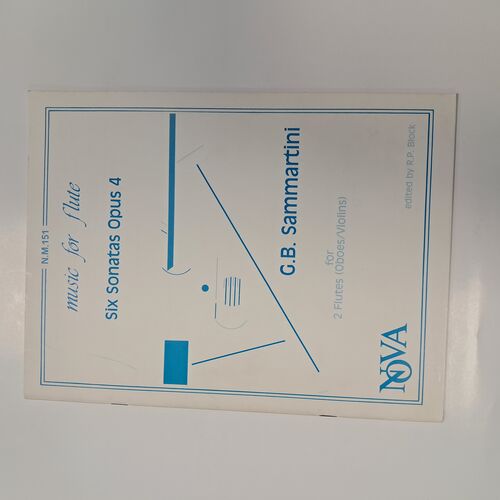 N.M.151
music for flute
Six Sonatas Opus 4
G.B. Sammartini
for
2 Flutes (Oboes/Violins)
NOVA
edited by R.P. Block